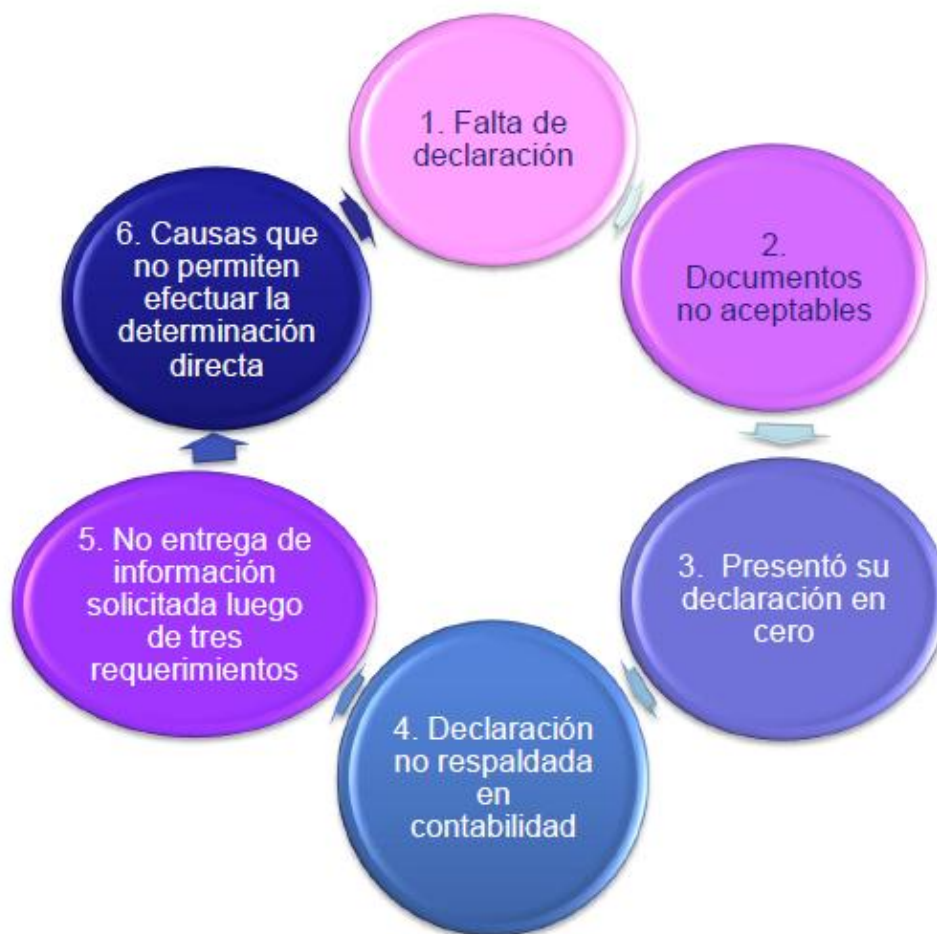 1. Falta de
declaración
2.
Documentos
no aceptables
3.  Presentó su
declaración en
cero
4. Declaración
no respaldada
en
contabilidad
5. No entrega de
información
solicitada luego
de tres
requerimientos
6. Causas que
no permiten
efectuar la
determinación
directa